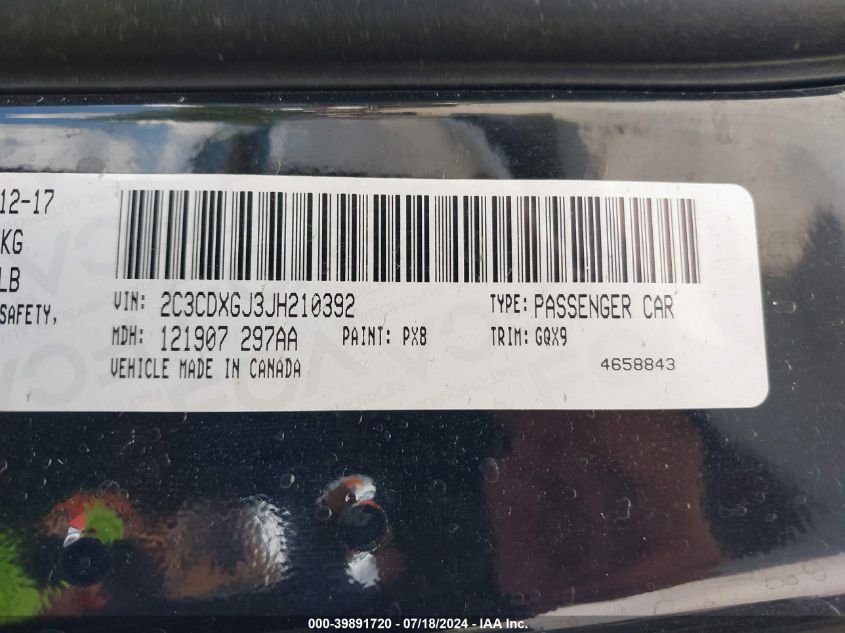 12-17
KG
LB
SAFETY,
VIN: 2C3CDXGJ3JH210392 TYPE: PASSENGER CAR
MDH: 121907 297AA PAINT: PX8 TRIM: GQX9
VEHICLE MADE IN CANADA 4658843
000-39891720 - 07/18/2024 - IAA Inc.